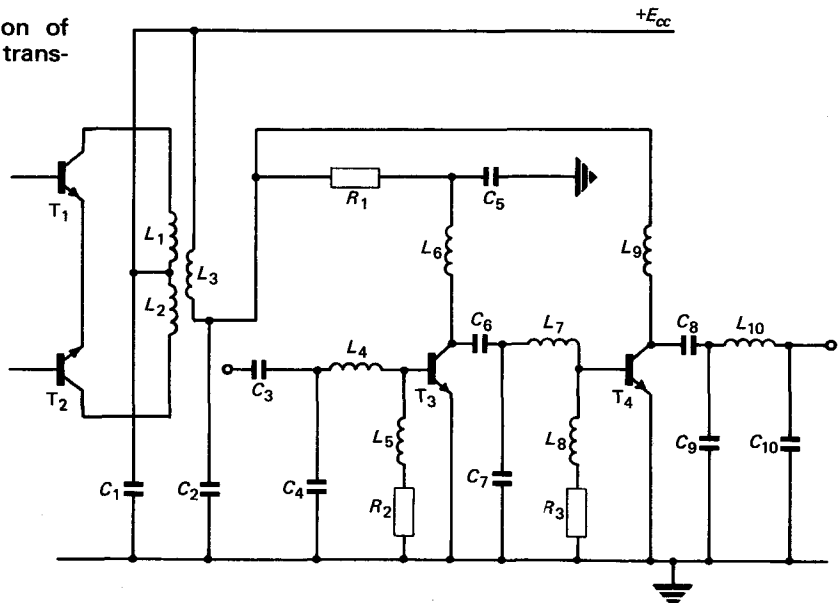 on of
trans-
+Ecc
T1
L1
L2
L3
T2
C1
C2
R1
C5
L6
L9
C3
L4
L5
R2
C4
T3
C6
L7
C7
L8
R3
T4
C8
L10
C9
C10